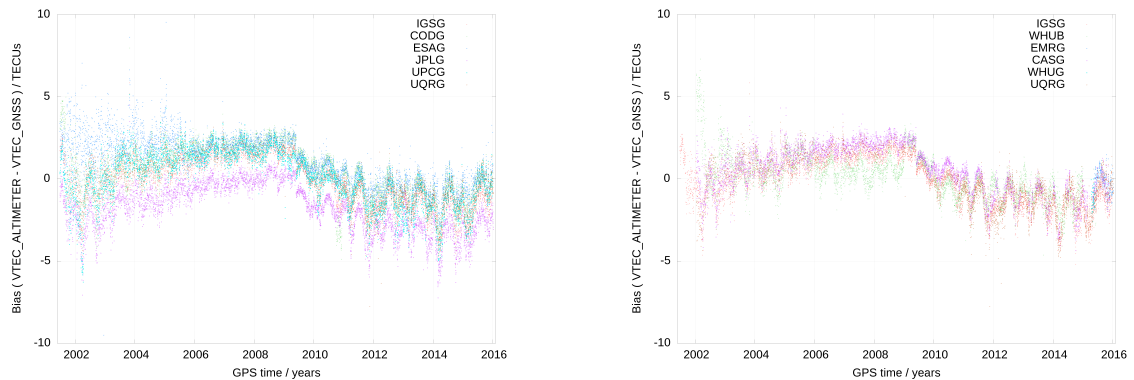 10
5
0
-5
-10
Bias ( VTEC_ALTIMETER - VTEC_GNSS ) / TECUs
IGSG
CODG
ESAG
JPLG
UPCG
UQRG
2002 2004 2006 2008 2010 2012 2014 2016
GPS time / years
10
5
0
-5
-10
Bias ( VTEC_ALTIMETER - VTEC_GNSS ) / TECUs
IGSG
WHUB
EMRG
CASG
WHUG
UQRG
2002 2004 2006 2008 2010 2012 2014 2016
GPS time / years